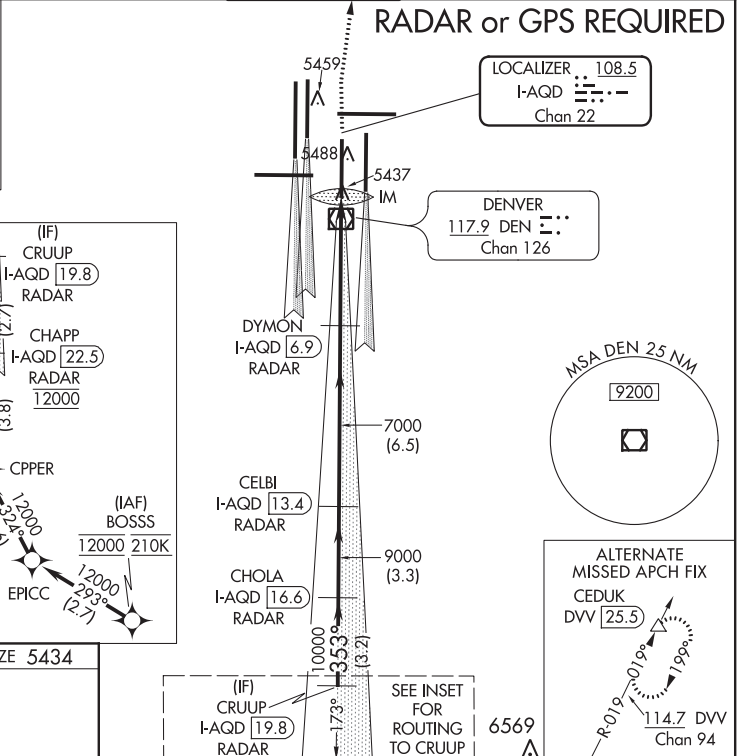 RADAR or GPS REQUIRED
LOCALIZER 108.5
I-AQD
Chan 22
5459
5488
5437
IM
DENVER
117.9 DEN
Chan 126
(IF)
CRUUP
I-AQD 19.8
RADAR
(2.7)
CHAPP
I-AQD 22.5
RADAR
12000
(3.8)
CPPER
12000
324°
EPICC
(IAF)
BOSSS
12000 210K
12000
293°
(2.7)
DYMON
I-AQD 6.9
RADAR
7000
(6.5)
CELBI
I-AQD 13.4
RADAR
9000
(3.3)
CHOLA
I-AQD 16.6
RADAR
10000
353°
(3.2)
MSA DEN 25 NM
9200
ALTERNATE
MISSED APCH FIX
CEDUK
DVV 25.5
019°
199°
R-019
114.7 DVV
Chan 94
ZE 5434
(IF)
CRUUP
I-AQD 19.8
RADAR
173°
SEE INSET
FOR
ROUTING
TO CRUUP
6569